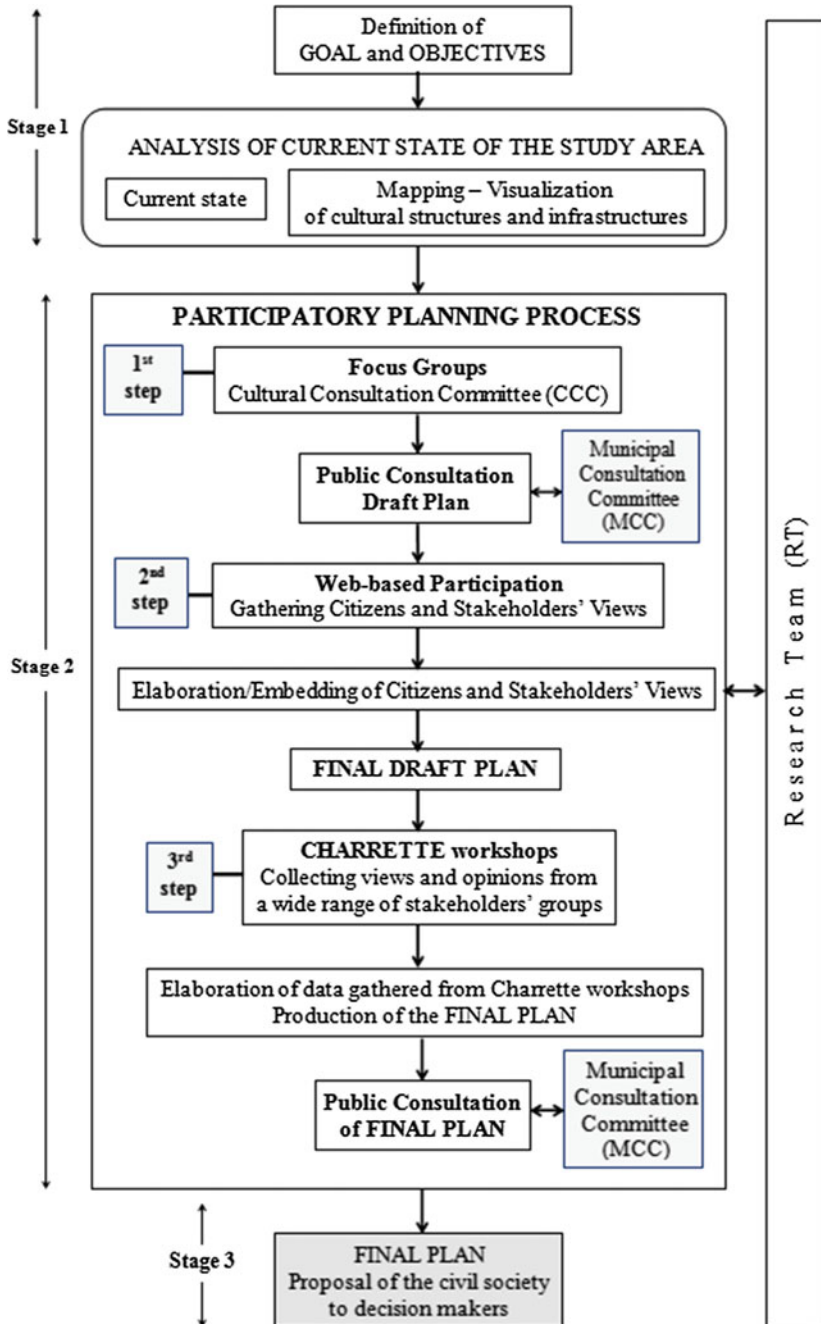 Definition of
GOAL and OBJECTIVES
Stage 1
ANALYSIS OF CURRENT STATE OF THE STUDY AREA
Current state
Mapping – Visualization
of cultural structures and infrastructures
PARTICIPATORY PLANNING PROCESS
1st
step
Focus Groups
Cultural Consultation Committee (CCC)
Public Consultation
Draft Plan
Municipal
Consultation
Committee
(MCC)
2nd
step
Web-based Participation
Gathering Citizens and Stakeholders’ Views
Stage 2
Elaboration/Embedding of Citizens and Stakeholders’ Views
FINAL DRAFT PLAN
3rd
step
CHARRETTE workshops
Collecting views and opinions from
a wide range of stakeholders’ groups
Elaboration of data gathered from Charrette workshops
Production of the FINAL PLAN
Public Consultation
of FINAL PLAN
Municipal
Consultation
Committee
(MCC)
Stage 3
FINAL PLAN
Proposal of the civil society
to decision makers
Research Team (RT)